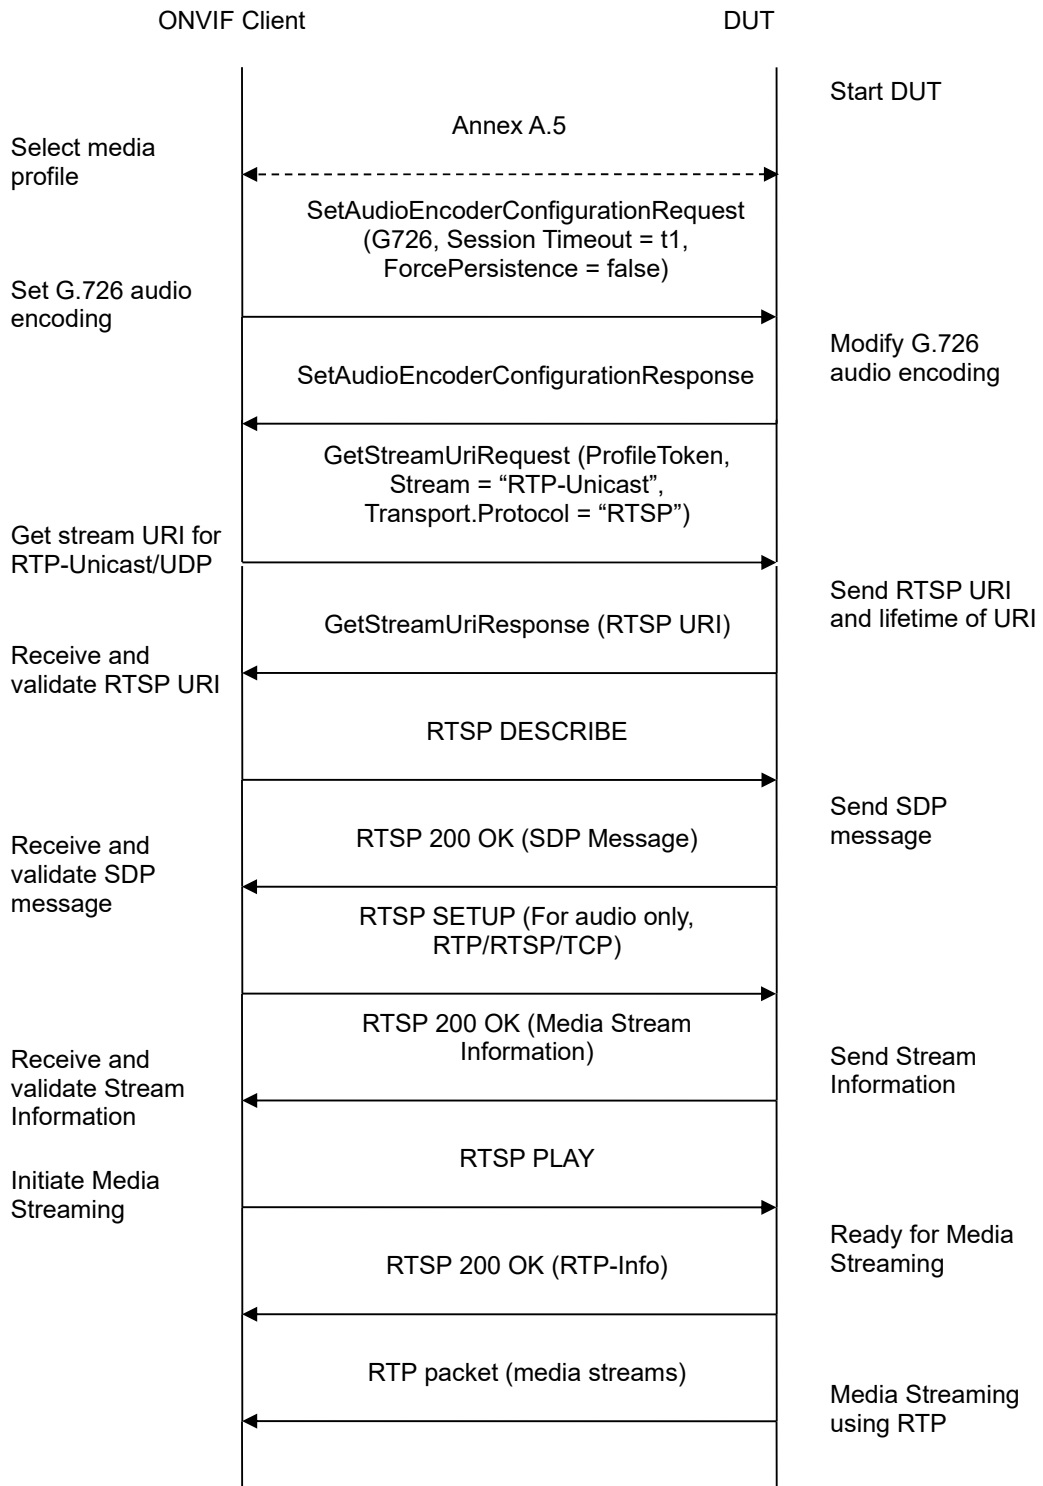 ONVIF Client
DUT
Start DUT
Annex A.5
Select media
profile
SetAudioEncoderConfigurationRequest
(G726, Session Timeout = t1,
ForcePersistence = false)
Set G.726 audio
encoding
Modify G.726
audio encoding
SetAudioEncoderConfigurationResponse
GetStreamUriRequest (ProfileToken,
Stream = “RTP-Unicast”,
Transport.Protocol = “RTSP”)
Get stream URI for
RTP-Unicast/UDP
Send RTSP URI
and lifetime of URI
GetStreamUriResponse (RTSP URI)
Receive and
validate RTSP URI
RTSP DESCRIBE
Send SDP
message
RTSP 200 OK (SDP Message)
Receive and
validate SDP
message
RTSP SETUP (For audio only,
RTP/RTSP/TCP)
RTSP 200 OK (Media Stream
Information)
Send Stream
Information
Receive and
validate Stream
Information
RTSP PLAY
Initiate Media
Streaming
Ready for Media
Streaming
RTSP 200 OK (RTP-Info)
RTP packet (media streams)
Media Streaming
using RTP